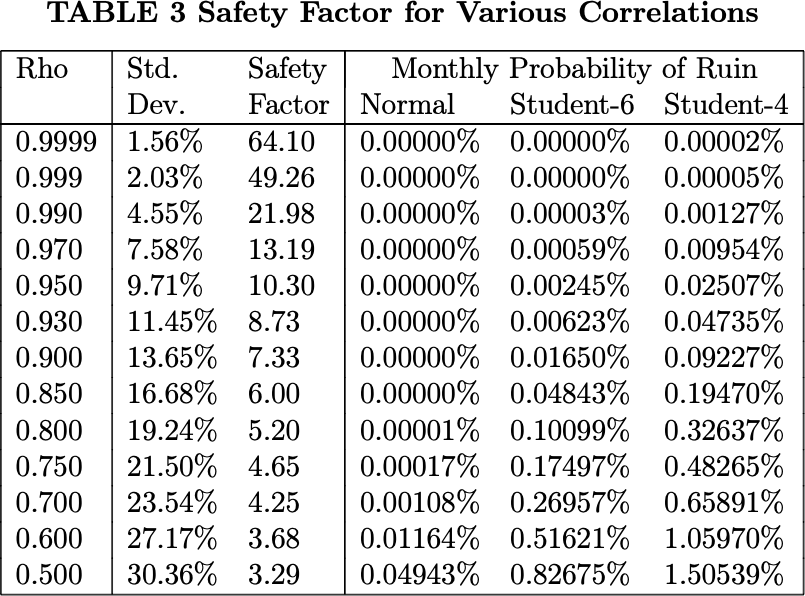 TABLE 3 Safety Factor for Various Correlations
Rho Std. Safety Monthly Probability of Ruin
Dev. Factor Normal Student-6 Student-4
0.9999 1.56% 64.10 0.00000% 0.00000% 0.00002%
0.999 2.03% 49.26 0.00000% 0.00000% 0.00005%
0.990 4.55% 21.98 0.00000% 0.00003% 0.00127%
0.970 7.58% 13.19 0.00000% 0.00059% 0.00954%
0.950 9.71% 10.30 0.00000% 0.00245% 0.02507%
0.930 11.45% 8.73 0.00000% 0.00623% 0.04735%
0.900 13.65% 7.33 0.00000% 0.01650% 0.09227%
0.850 16.68% 6.00 0.00000% 0.04843% 0.19470%
0.800 19.24% 5.20 0.00001% 0.10099% 0.32637%
0.750 21.50% 4.65 0.00017% 0.17497% 0.48265%
0.700 23.54% 4.25 0.00108% 0.26957% 0.65891%
0.600 27.17% 3.68 0.01164% 0.51621% 1.05970%
0.500 30.36% 3.29 0.04943% 0.82675% 1.50539%